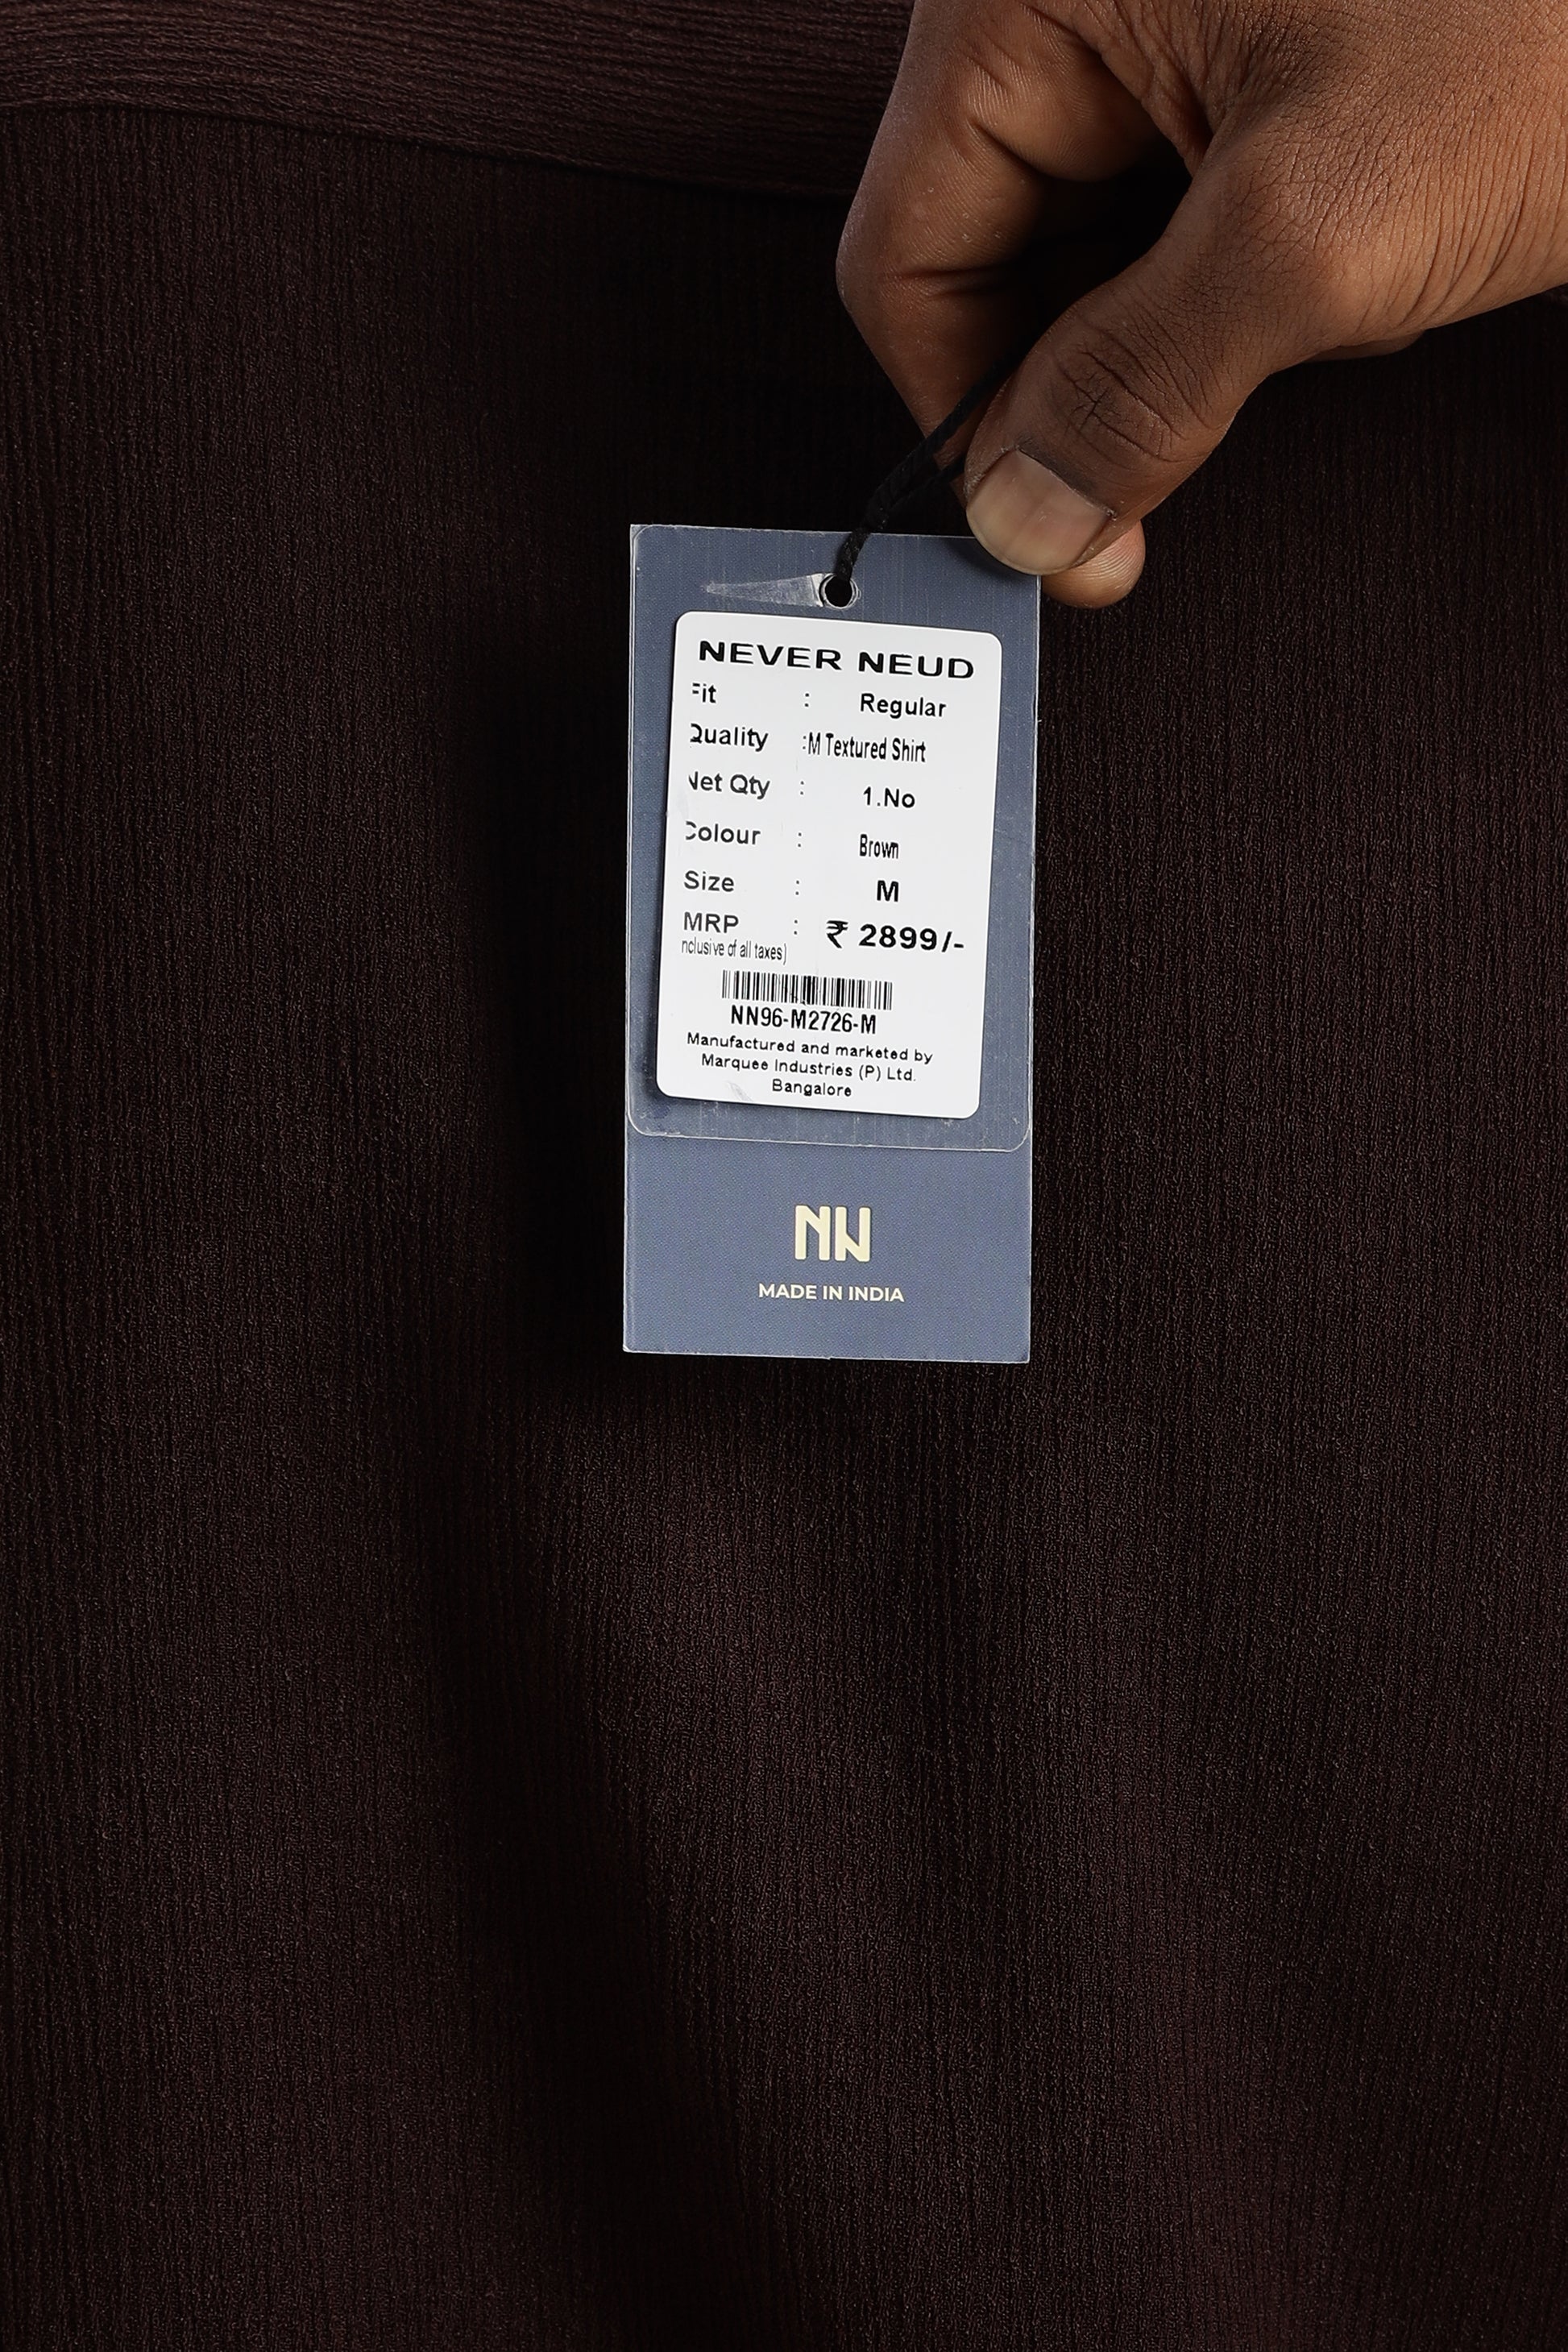 NEVER NEUD
Fit : Regular
Quality :M Textured Shirt
Net Qty : 1.No
Colour : Brown
Size : M
MRP : ₹ 2899/-
nclusive of all taxes)
NN96-M2726-M
Manufactured and marketed by
Marquee Industries (P) Ltd.
Bangalore
NN
MADE IN INDIA